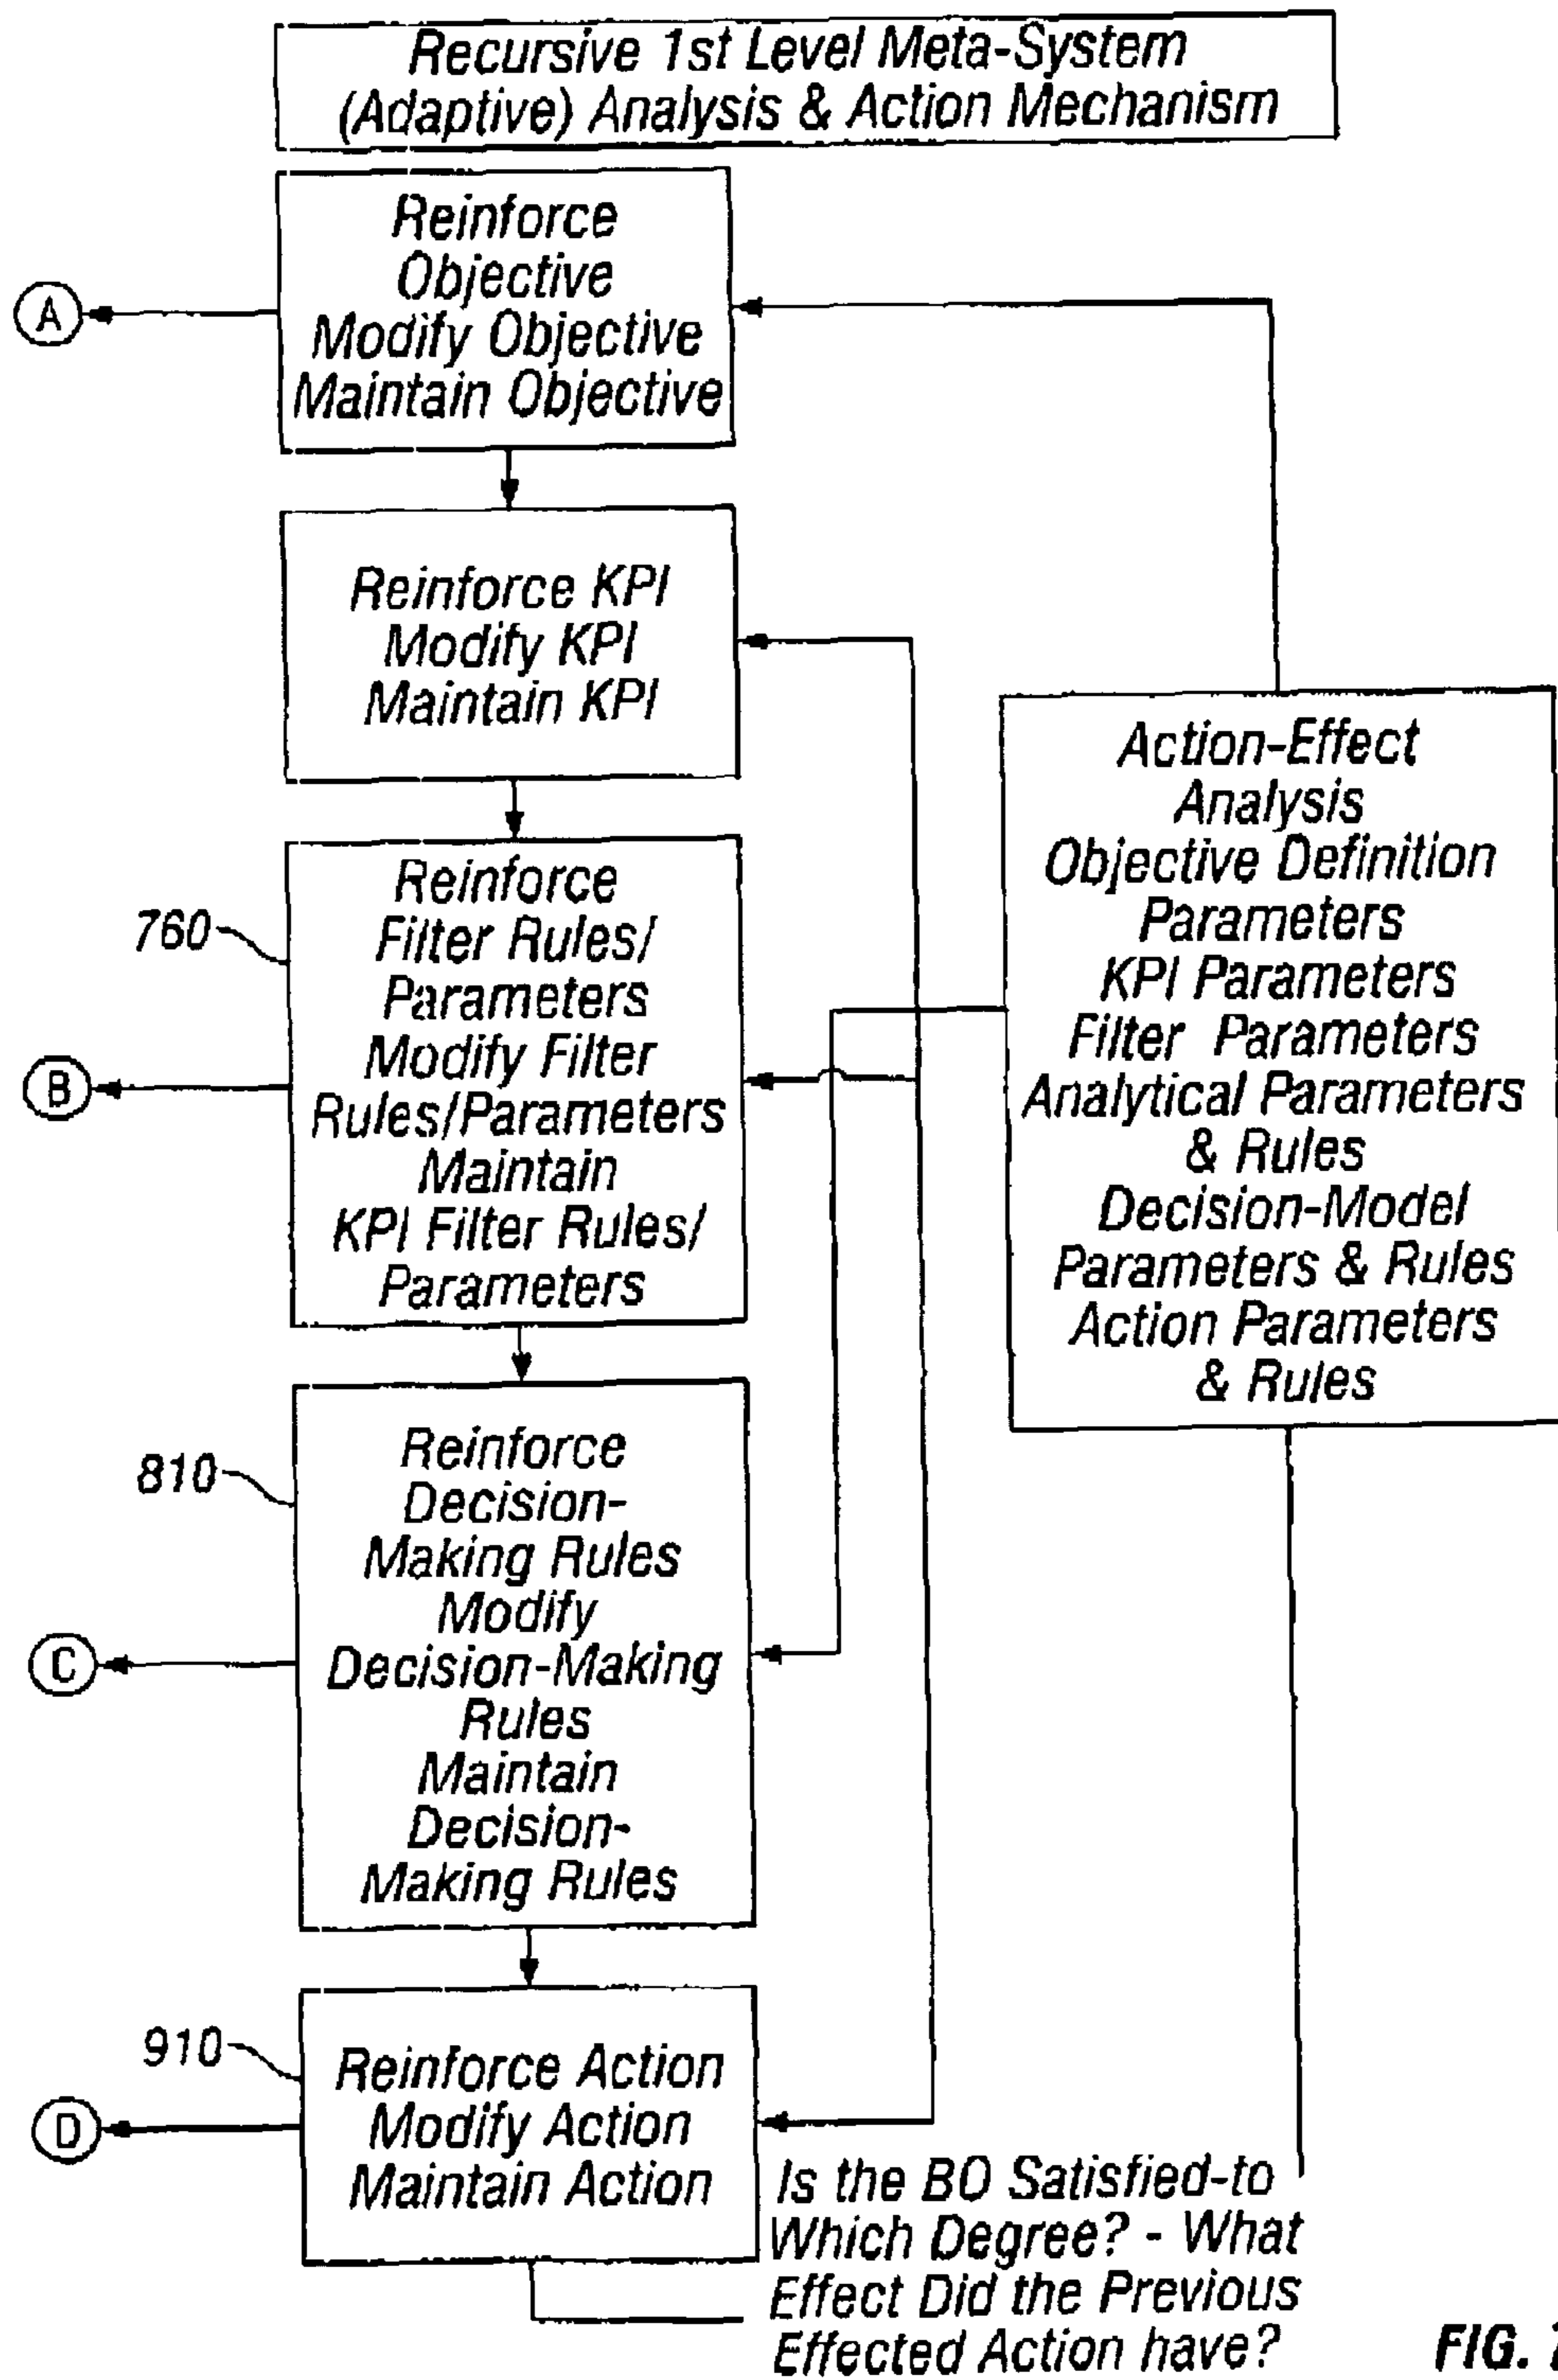 Recursive 1st Level Meta-System
(Adaptive) Analysis & Action Mechanism
Reinforce
Objective
Modify Objective
Maintain Objective
A
Reinforce KPI
Modify KPI
Maintain KPI
Action-Effect
Analysis
Objective Definition
Parameters
KPI Parameters
Filter Parameters
Analytical Parameters
& Rules
Decision-Model
Parameters & Rules
Action Parameters
& Rules
760
Reinforce
Filter Rules/
Parameters
Modify Filter
Rules/Parameters
Maintain
KPI Filter Rules/
Parameters
B
810
Reinforce
Decision-
Making Rules
Modify
Decision-Making
Rules
Maintain
Decision-
Making Rules
C
910
Reinforce Action
Modify Action
Maintain Action
D
Is the BO Satisfied-to
Which Degree? - What
Effect Did the Previous
Effected Action have?
FIG.